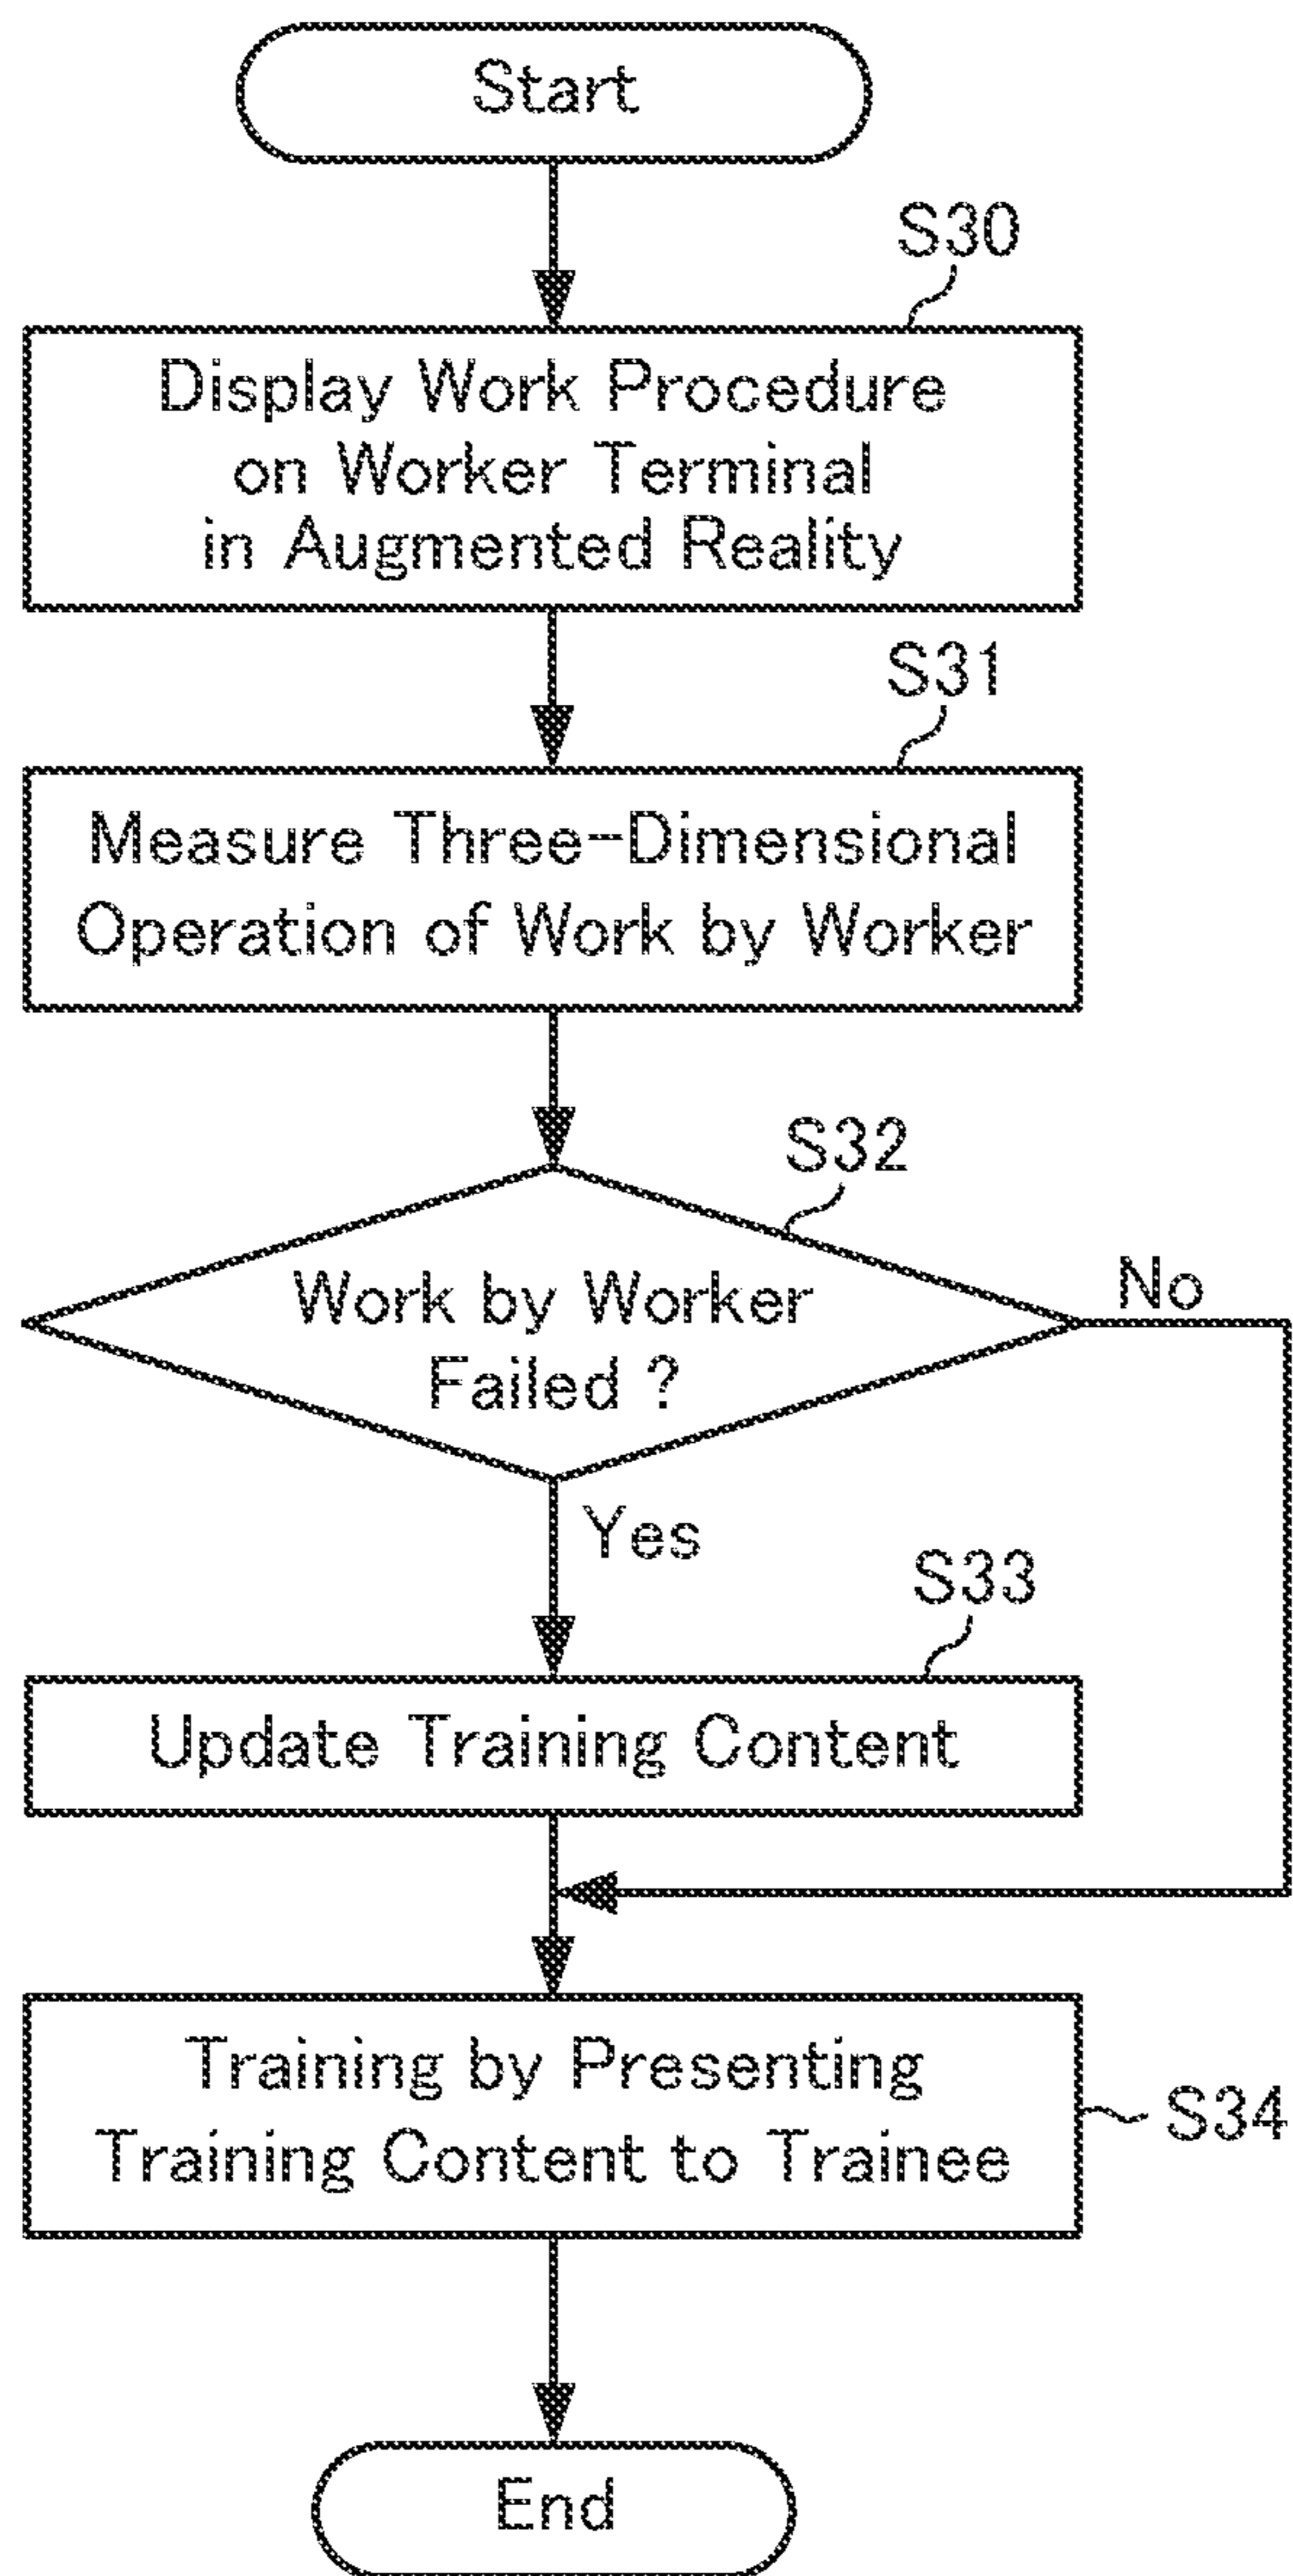 Start
S30
Display Work Procedure
on Worker Terminal
in Augmented Reality
S31
Measure Three-Dimensional
Operation of Work by Worker
S32
Work by Worker
Failed ?
No
Yes
S33
Update Training Content
Training by Presenting
Training Content to Trainee
S34
End